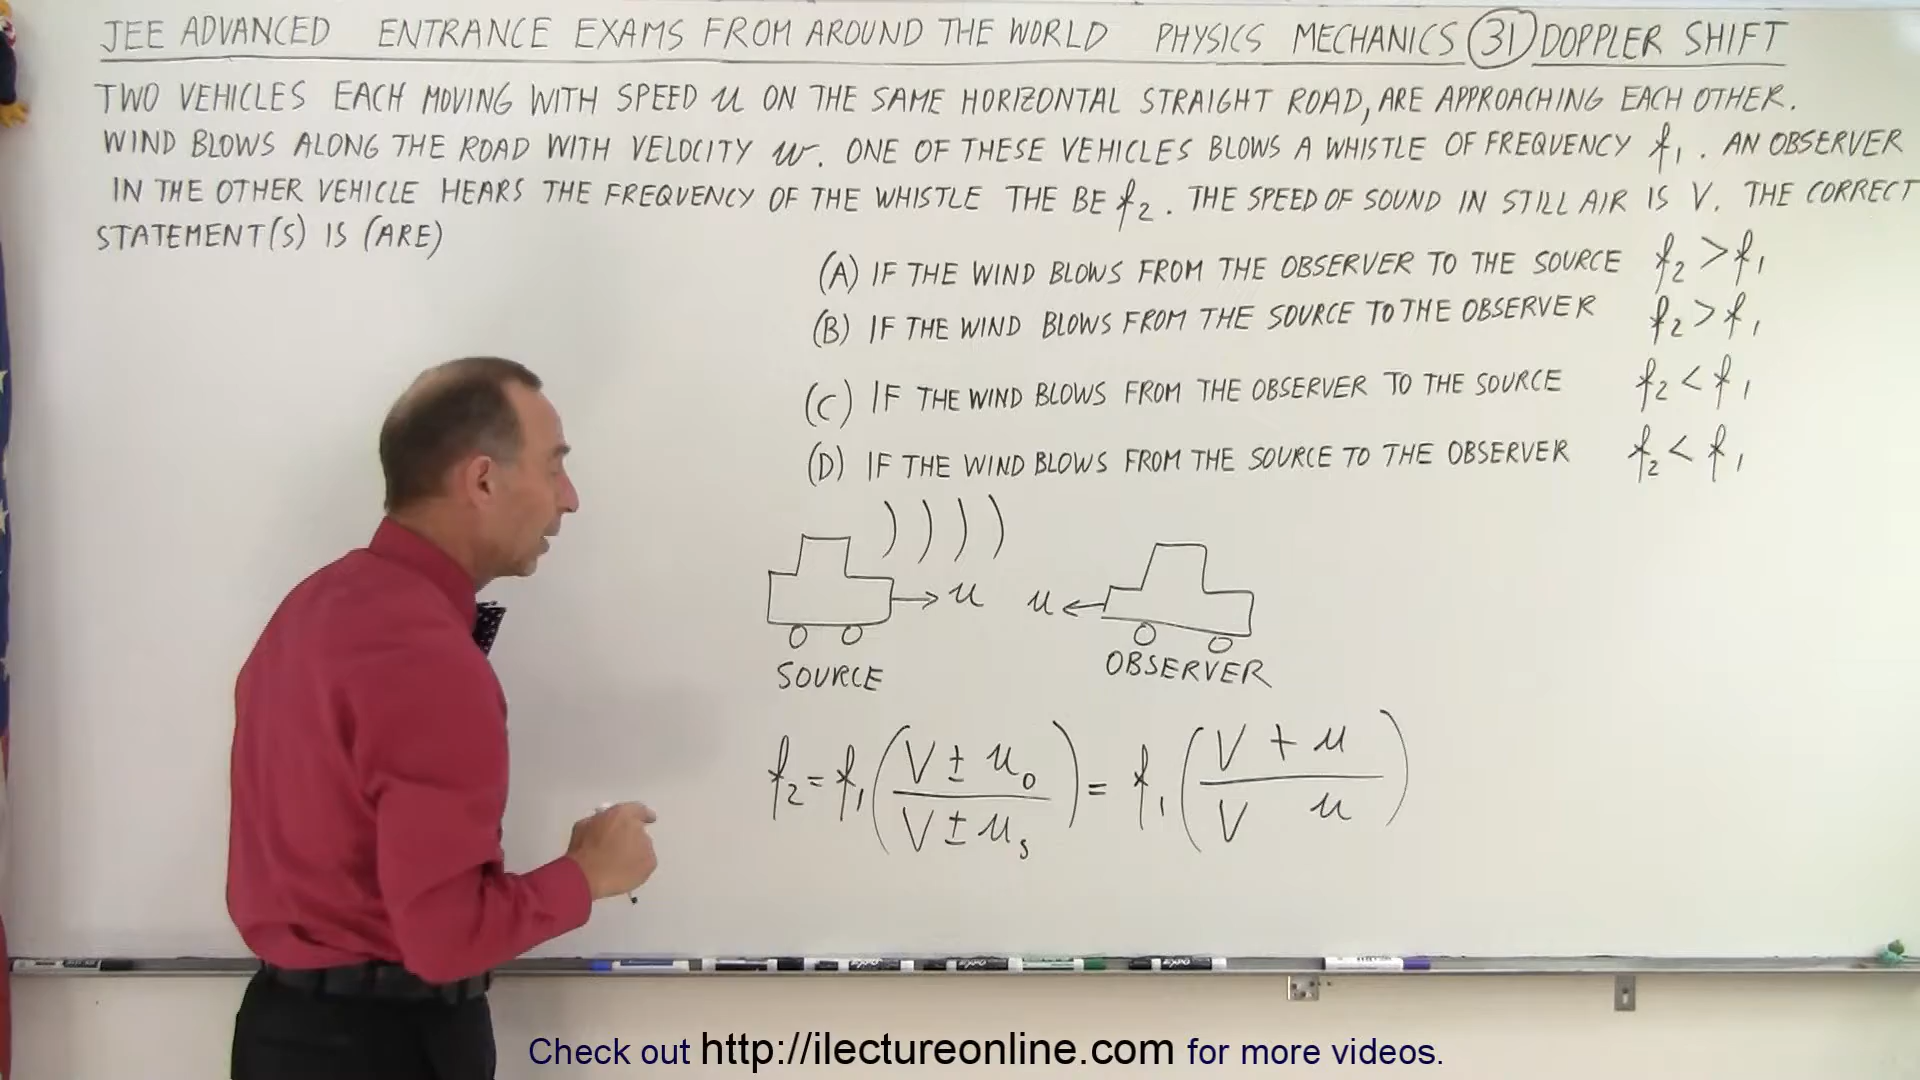 JEE ADVANCED ENTRANCE EXAMS FROM AROUND THE WORLD PHYSICS MECHANICS 31 DOPPLER SHIFT
TWO VEHICLES EACH MOVING WITH SPEED u ON THE SAME HORIZONTAL STRAIGHT ROAD, ARE APPROACHING EACH OTHER.
WIND BLOWS ALONG THE ROAD WITH VELOCITY w. ONE OF THESE VEHICLES BLOWS A WHISTLE OF FREQUENCY f₁. AN OBSERVER
IN THE OTHER VEHICLE HEARS THE FREQUENCY OF THE WHISTLE THE BE f₂. THE SPEED OF SOUND IN STILL AIR IS V. THE CORRECT
STATEMENT(S) IS (ARE)
(A) IF THE WIND BLOWS FROM THE OBSERVER TO THE SOURCE f₂ > f₁
(B) IF THE WIND BLOWS FROM THE SOURCE TO THE OBSERVER f₂ > f₁
(C) IF THE WIND BLOWS FROM THE OBSERVER TO THE SOURCE f₂ < f₁
(D) IF THE WIND BLOWS FROM THE SOURCE TO THE OBSERVER f₂ < f₁
u u
SOURCE OBSERVER
f₂ = f₁ ( (V ± u₀) / (V ± uₛ) ) = f₁ ( (V + u) / (V u) )
Check out http://ilectureonline.com for more videos.